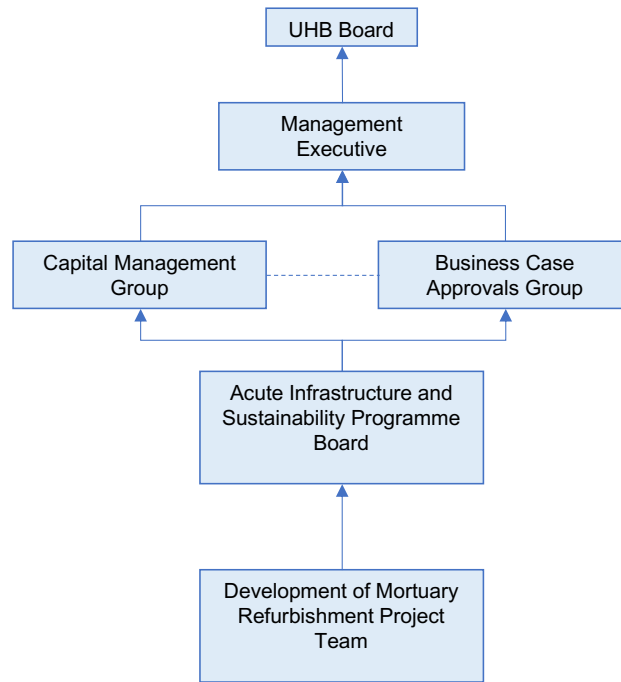 UHB Board
Management
Executive
Capital Management
Group
Business Case
Approvals Group
Acute Infrastructure and
Sustainability Programme
Board
Development of Mortuary
Refurbishment Project
Team